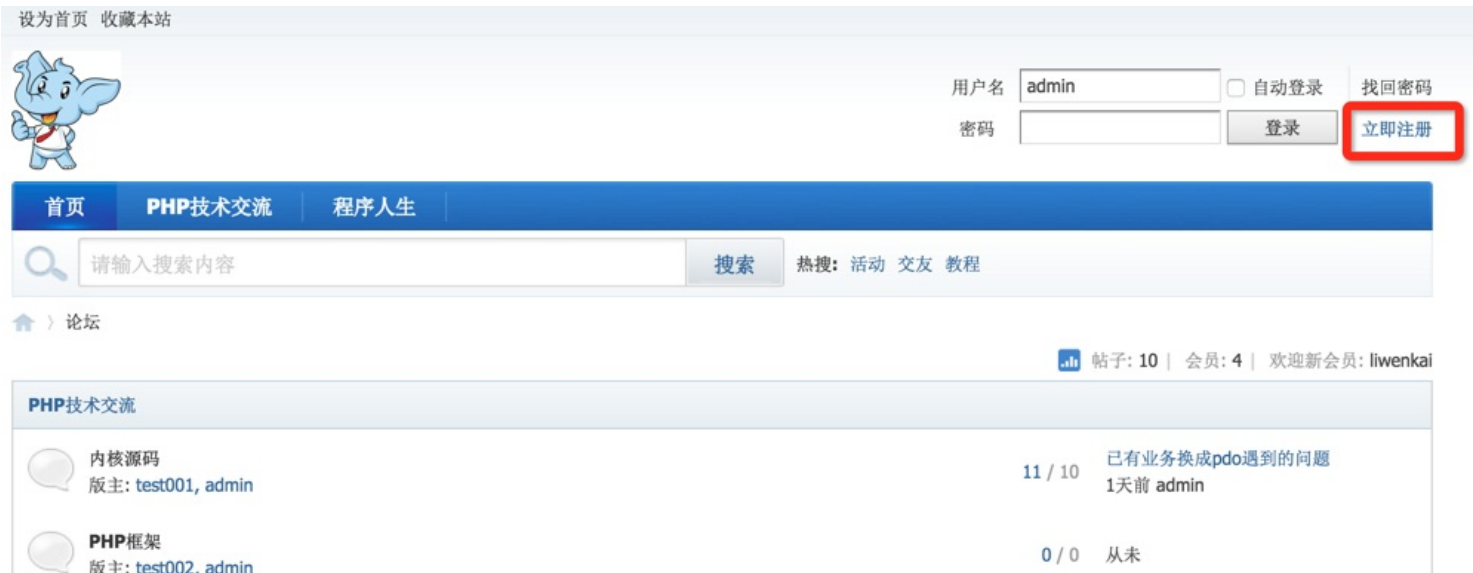 设为首页 收藏本站
用户名 admin 自动登录 找回密码
密码 登录 立即注册
首页 PHP技术交流 程序人生
请输入搜索内容 搜索 热搜: 活动 交友 教程
论坛
帖子: 10 | 会员: 4 | 欢迎新会员: liwenkai
PHP技术交流
内核源码
版主: test001, admin
11 / 10
已有业务换成pdo遇到的问题
1天前 admin
PHP框架
版主: test002, admin
0 / 0 从未